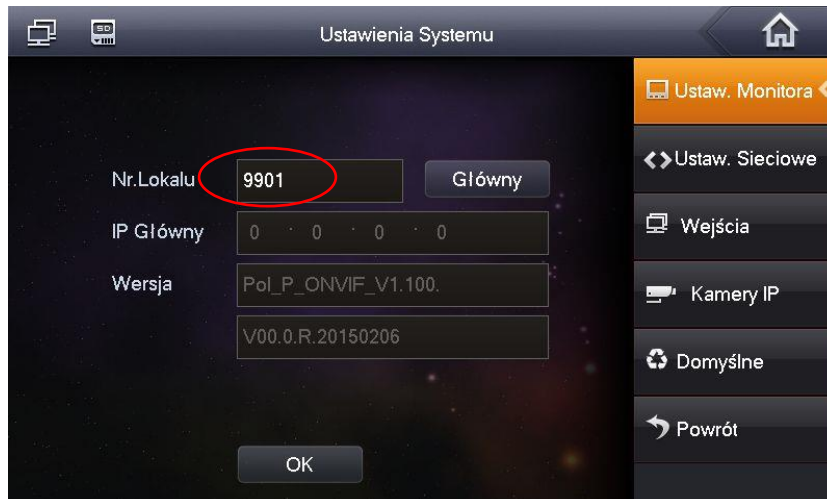 SD
Ustawienia Systemu
Nr.Lokalu 9901 Główny
IP Główny 0 . 0 . 0 . 0
Wersja Pol_P_ONVIF_V1.100.
V00.0.R.20150206
OK
Ustaw. Monitora
Ustaw. Sieciowe
Wejścia
Kamery IP
Domyślne
Powrót